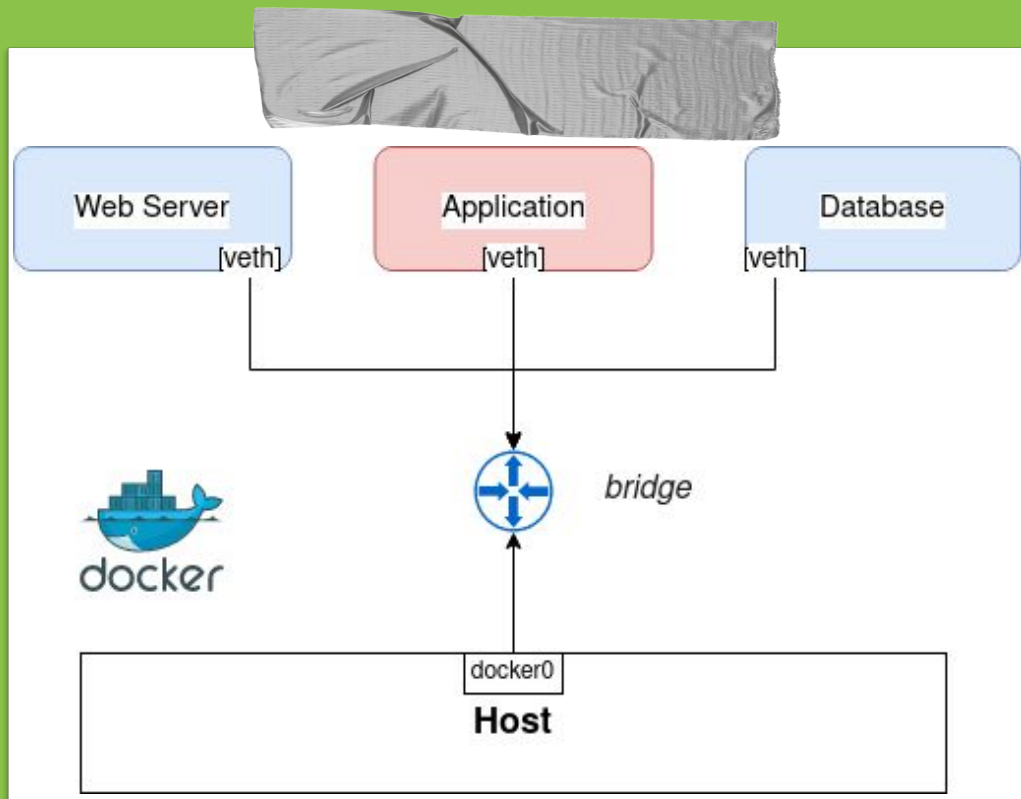 Web Server
[veth]
Application
[veth]
Database
[veth]
bridge
docker
docker0
Host